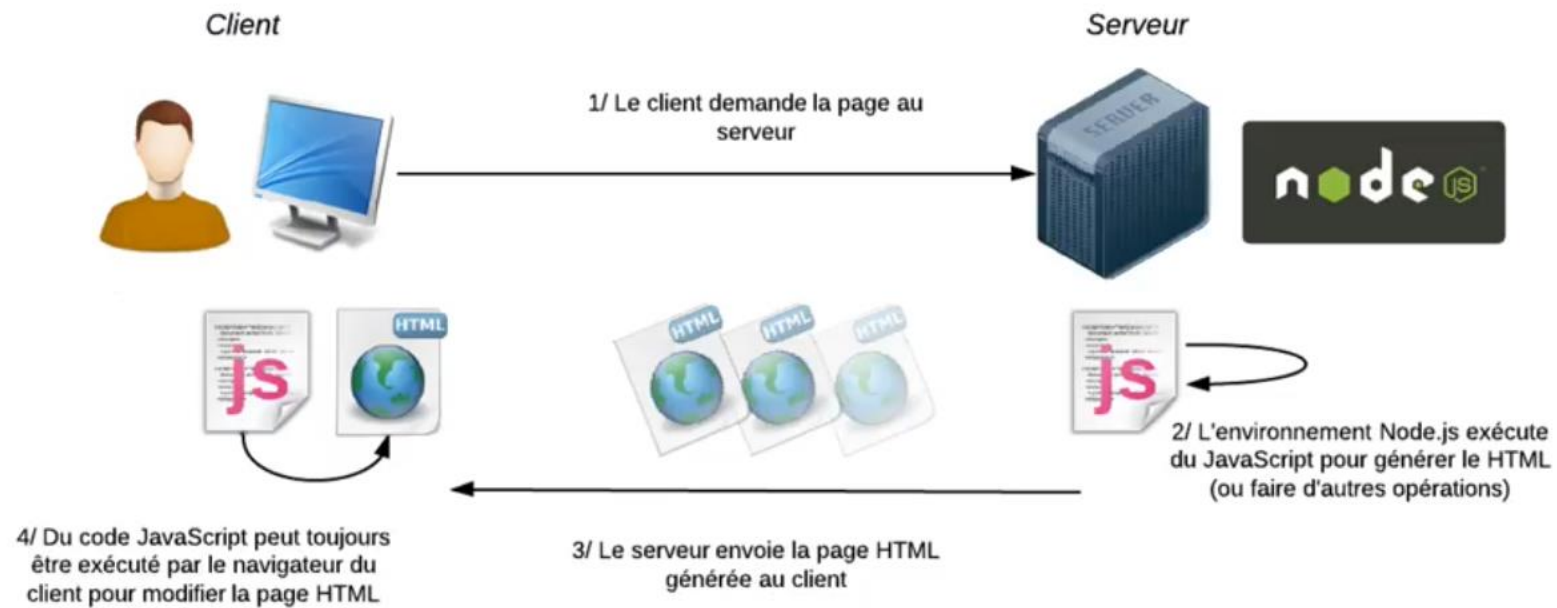 Client
Serveur
1/ Le client demande la page au
serveur
SERVER
node JS
HTML
HTML
HTML
HTML
js
js
2/ L'environnement Node.js exécute
du JavaScript pour générer le HTML
(ou faire d'autres opérations)
3/ Le serveur envoie la page HTML
générée au client
4/ Du code JavaScript peut toujours
être exécuté par le navigateur du
client pour modifier la page HTML